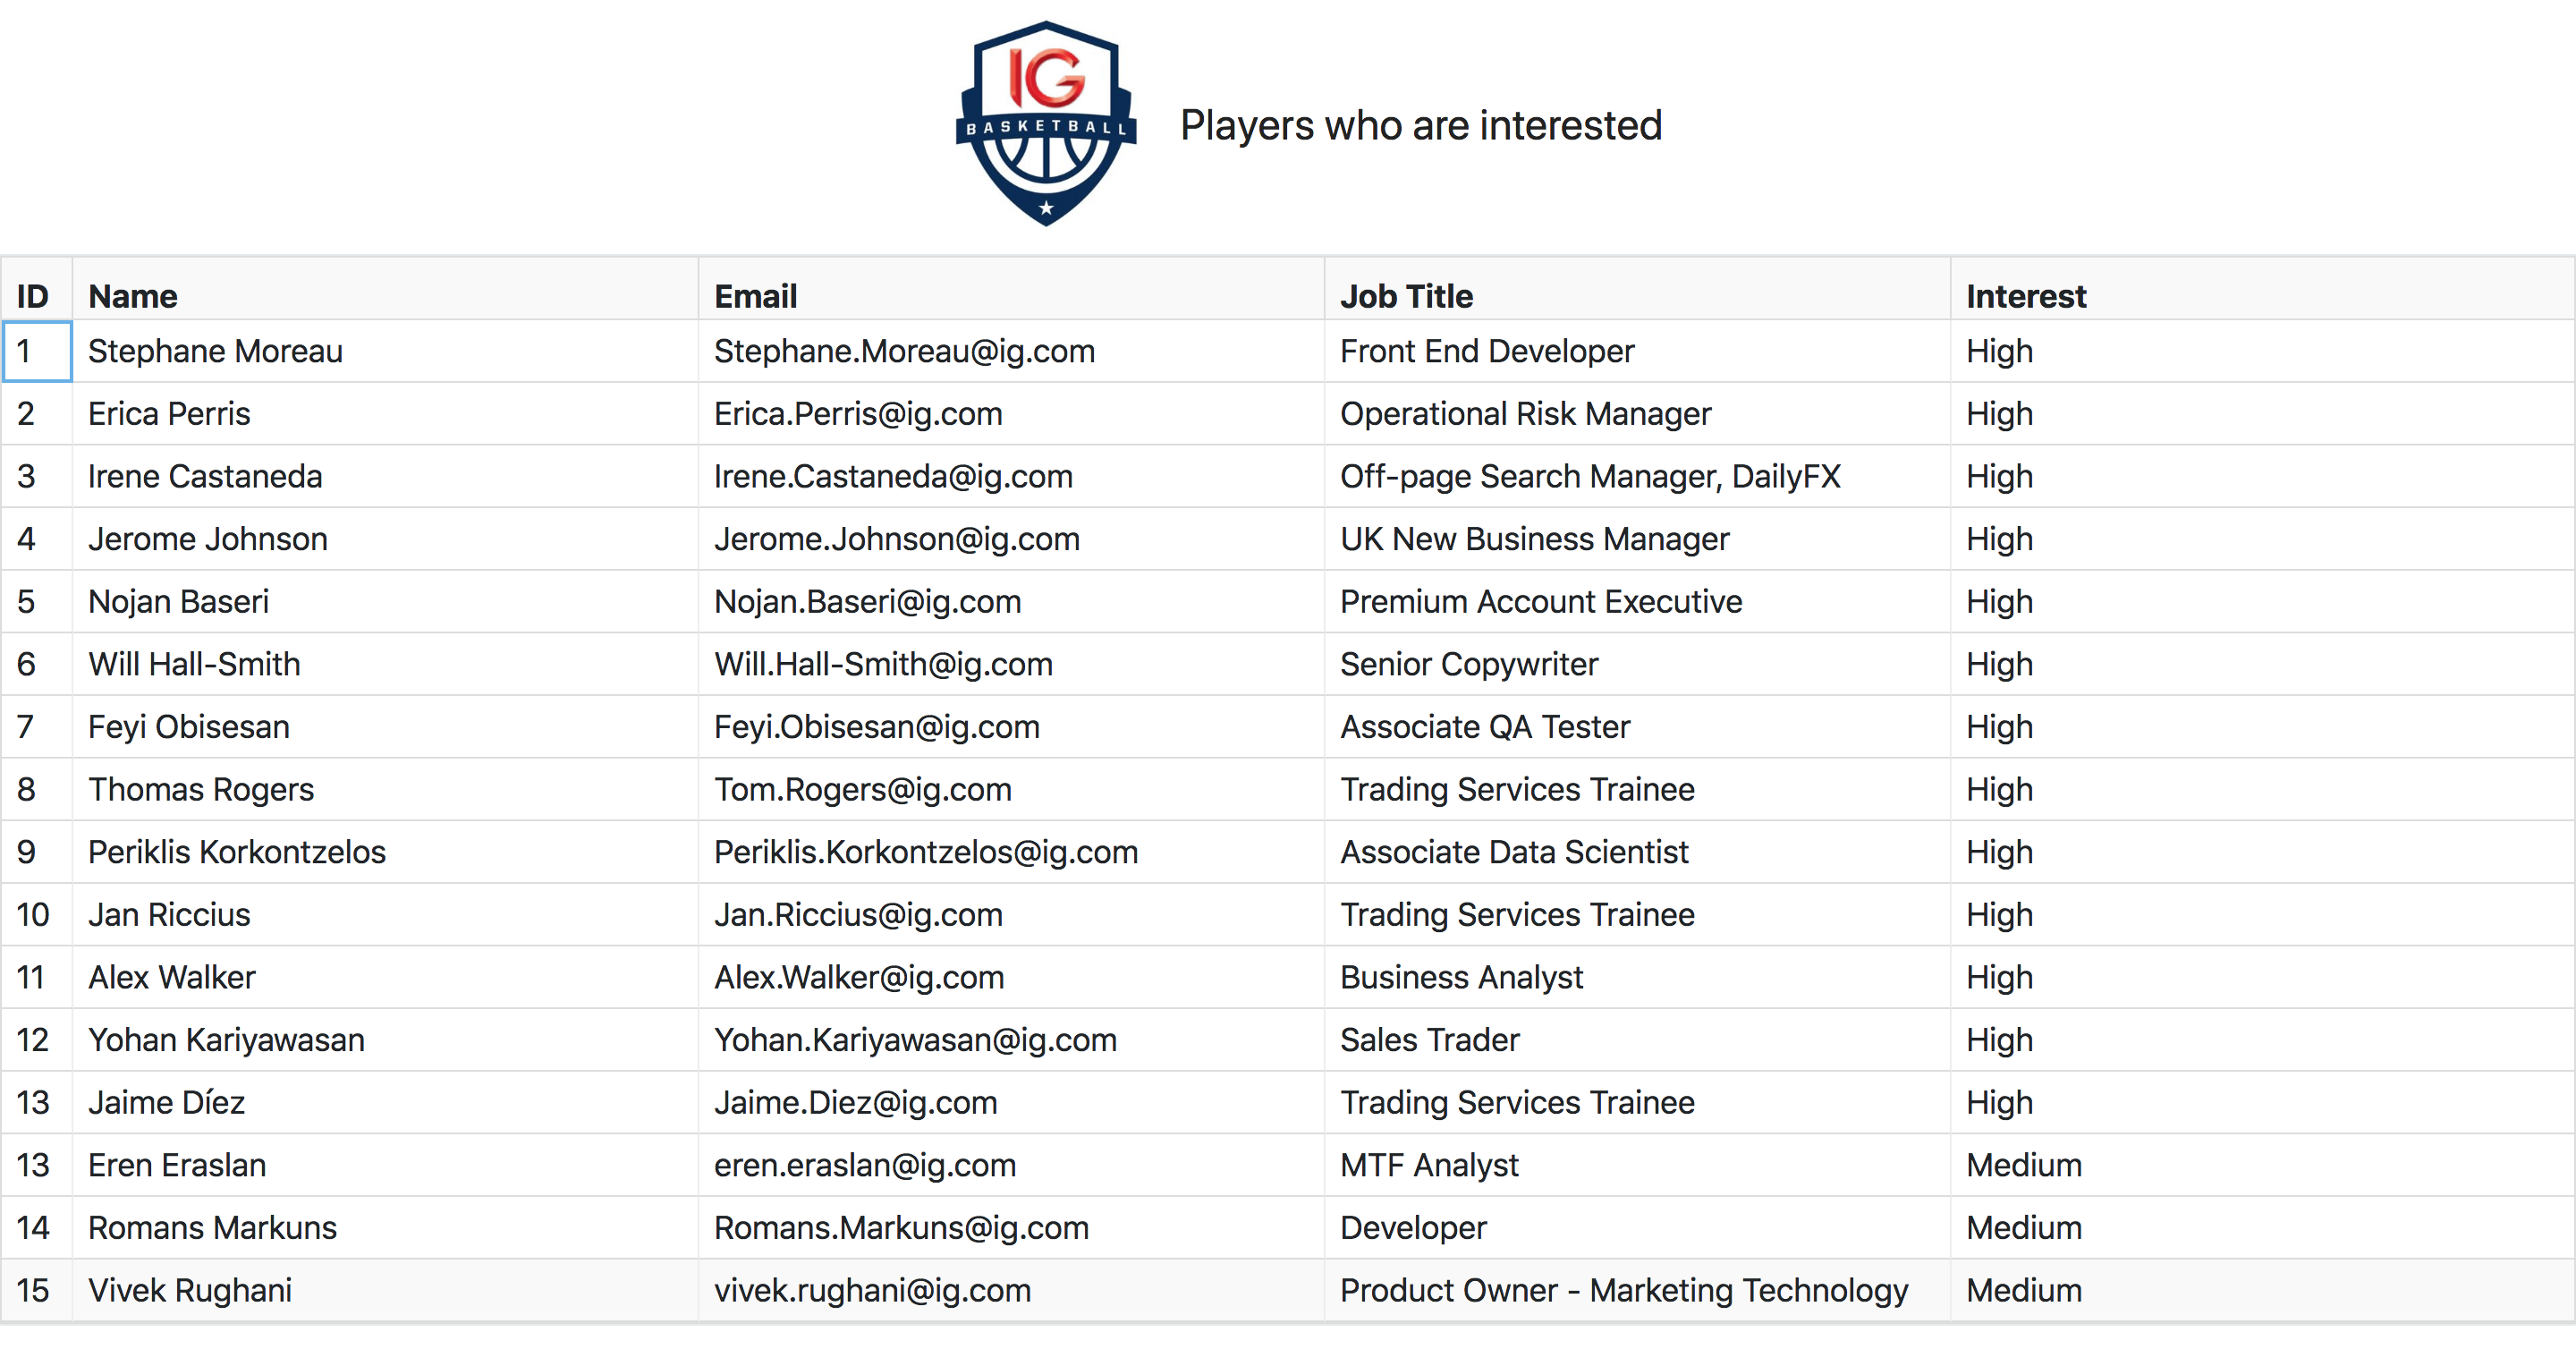 IG
BASKETBALL
Players who are interested
ID Name Email Job Title Interest
1 Stephane Moreau Stephane.Moreau@ig.com Front End Developer High
2 Erica Perris Erica.Perris@ig.com Operational Risk Manager High
3 Irene Castaneda Irene.Castaneda@ig.com Off-page Search Manager, DailyFX High
4 Jerome Johnson Jerome.Johnson@ig.com UK New Business Manager High
5 Nojan Baseri Nojan.Baseri@ig.com Premium Account Executive High
6 Will Hall-Smith Will.Hall-Smith@ig.com Senior Copywriter High
7 Feyi Obisesan Feyi.Obisesan@ig.com Associate QA Tester High
8 Thomas Rogers Tom.Rogers@ig.com Trading Services Trainee High
9 Periklis Korkontzelos Periklis.Korkontzelos@ig.com Associate Data Scientist High
10 Jan Riccius Jan.Riccius@ig.com Trading Services Trainee High
11 Alex Walker Alex.Walker@ig.com Business Analyst High
12 Yohan Kariyawasan Yohan.Kariyawasan@ig.com Sales Trader High
13 Jaime Díez Jaime.Diez@ig.com Trading Services Trainee High
13 Eren Eraslan eren.eraslan@ig.com MTF Analyst Medium
14 Romans Markuns Romans.Markuns@ig.com Developer Medium
15 Vivek Rughani vivek.rughani@ig.com Product Owner - Marketing Technology Medium